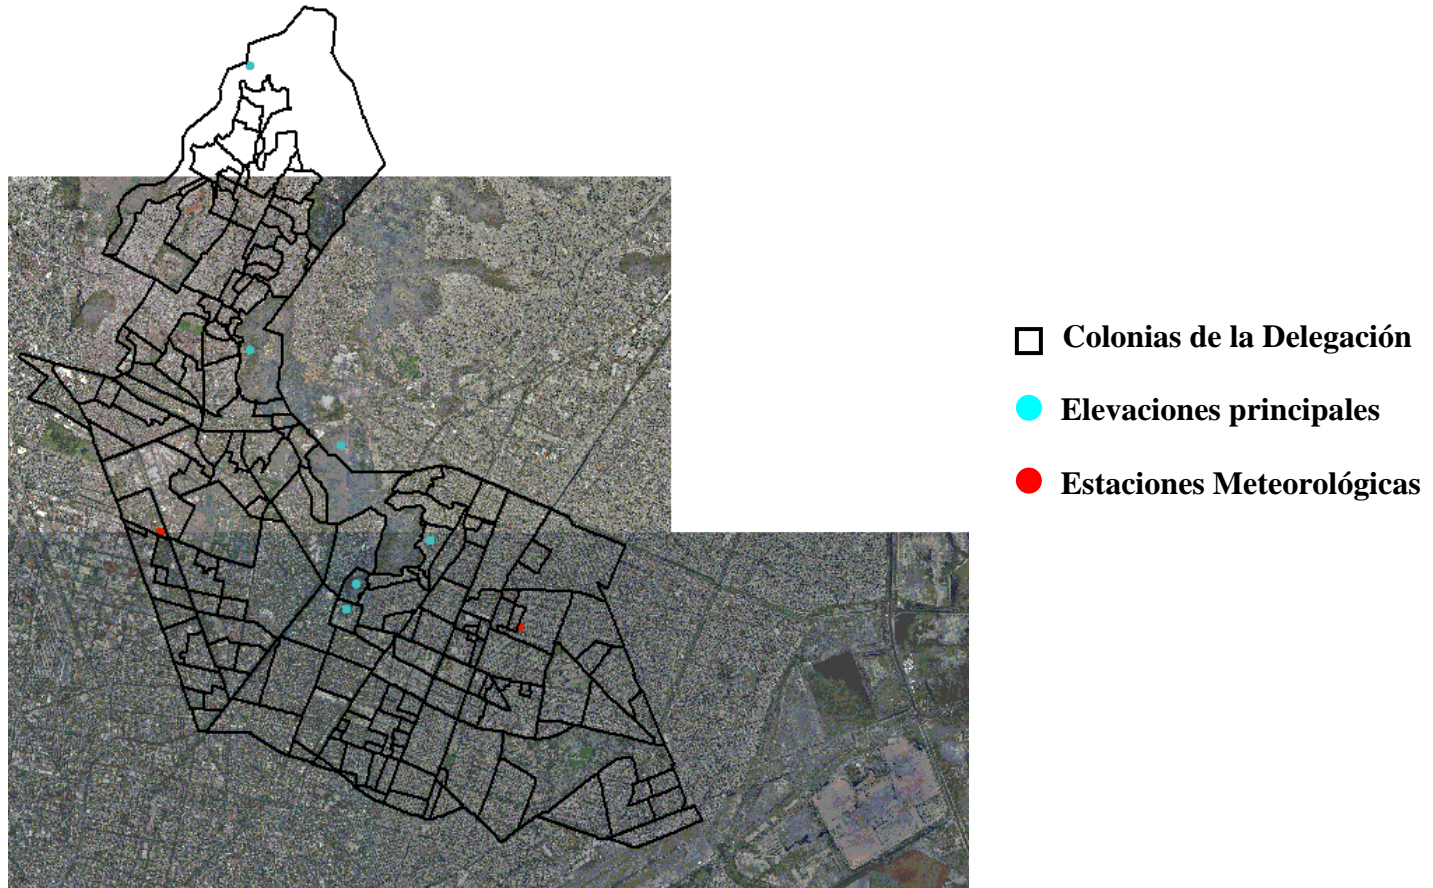 Colonias de la Delegación
Elevaciones principales
Estaciones Meteorológicas